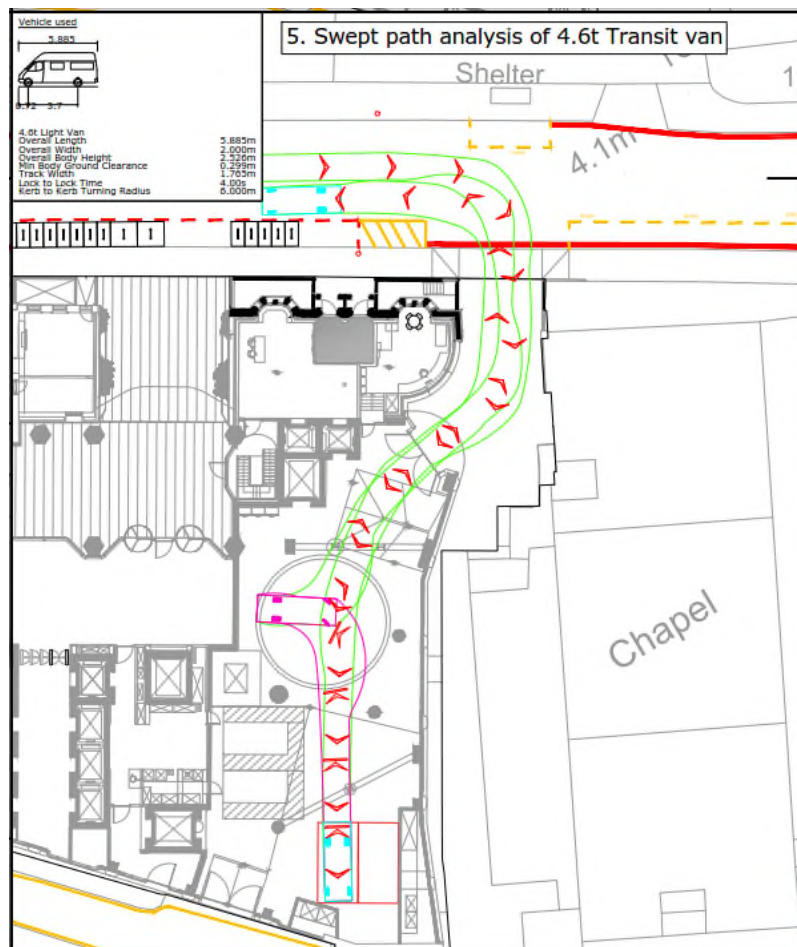 Vehicle used
5.885
3.7
4.6t Light Van
Overall Length 5.885m
Overall Width 2.000m
Overall Body Height 2.526m
Min Body Ground Clearance 0.299m
Track Width 1.765m
Lock to Lock Time 4.00s
Kerb to Kerb Turning Radius 6.000m
5. Swept path analysis of 4.6t Transit van
Shelter
4.1m
Chapel